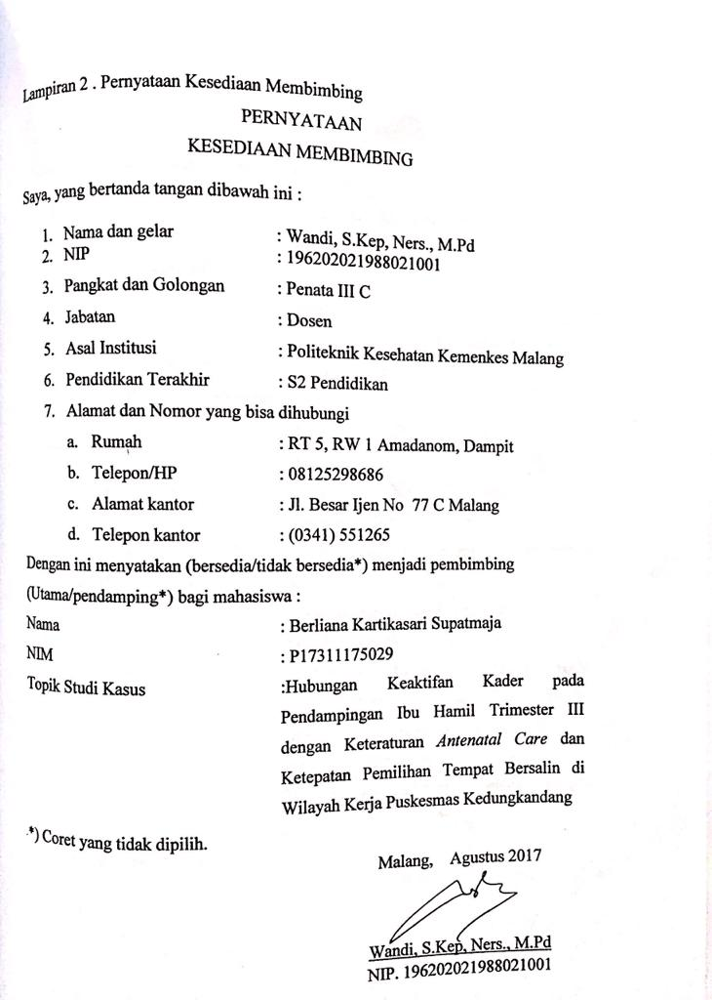 Lampiran 2 . Pernyataan Kesediaan Membimbing
PERNYATAAN
KESEDIAAN MEMBIMBING
Saya, yang bertanda tangan dibawah ini :
1. Nama dan gelar : Wandi, S.Kep, Ners., M.Pd
2. NIP : 196202021988021001
3. Pangkat dan Golongan : Penata III C
4. Jabatan : Dosen
5. Asal Institusi : Politeknik Kesehatan Kemenkes Malang
6. Pendidikan Terakhir : S2 Pendidikan
7. Alamat dan Nomor yang bisa dihubungi
a. Rumah : RT 5, RW 1 Amadanom, Dampit
b. Telepon/HP : 08125298686
c. Alamat kantor : Jl. Besar Ijen No 77 C Malang
d. Telepon kantor : (0341) 551265
Dengan ini menyatakan (bersedia/tidak bersedia*) menjadi pembimbing
(Utama/pendamping*) bagi mahasiswa :
Nama : Berliana Kartikasari Supatmaja
NIM : P17311175029
Topik Studi Kasus :Hubungan Keaktifan Kader pada
Pendampingan Ibu Hamil Trimester III
dengan Keteraturan Antenatal Care dan
Ketepatan Pemilihan Tempat Bersalin di
Wilayah Kerja Puskesmas Kedungkandang
*) Coret yang tidak dipilih.
Malang, Agustus 2017
Wandi, S.Kep, Ners., M.Pd
NIP. 196202021988021001